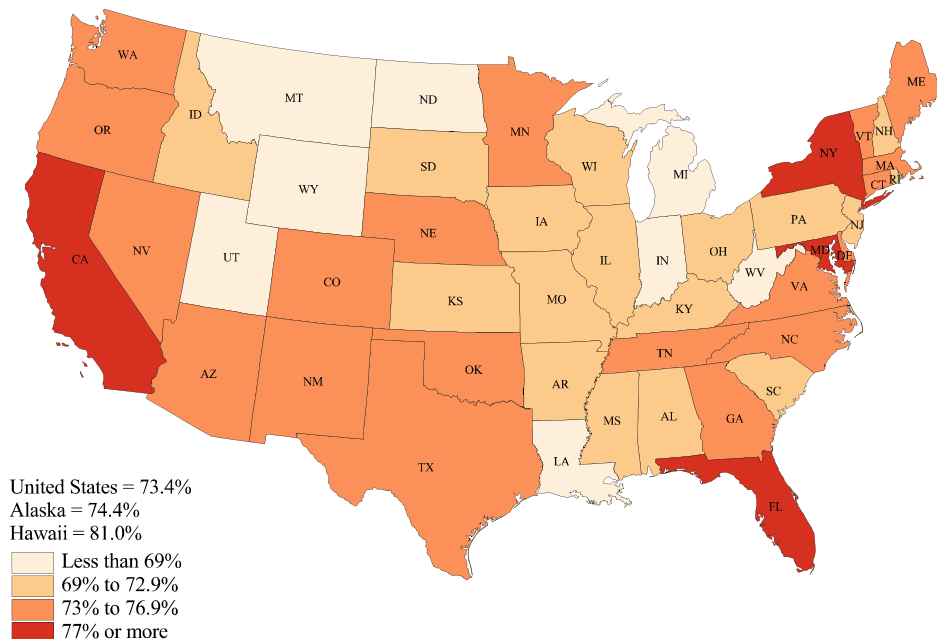 WA
OR
CA
NV
ID
MT
WY
UT
AZ
CO
NM
ND
SD
NE
KS
OK
TX
MN
IA
MO
AR
LA
WI
IL
MI
IN
OH
KY
TN
MS
AL
GA
FL
SC
NC
VA
WV
PA
NY
VT
NH
ME
MA
CT
RI
NJ
DE
MD
United States = 73.4%
Alaska = 74.4%
Hawaii = 81.0%
Less than 69%
69% to 72.9%
73% to 76.9%
77% or more